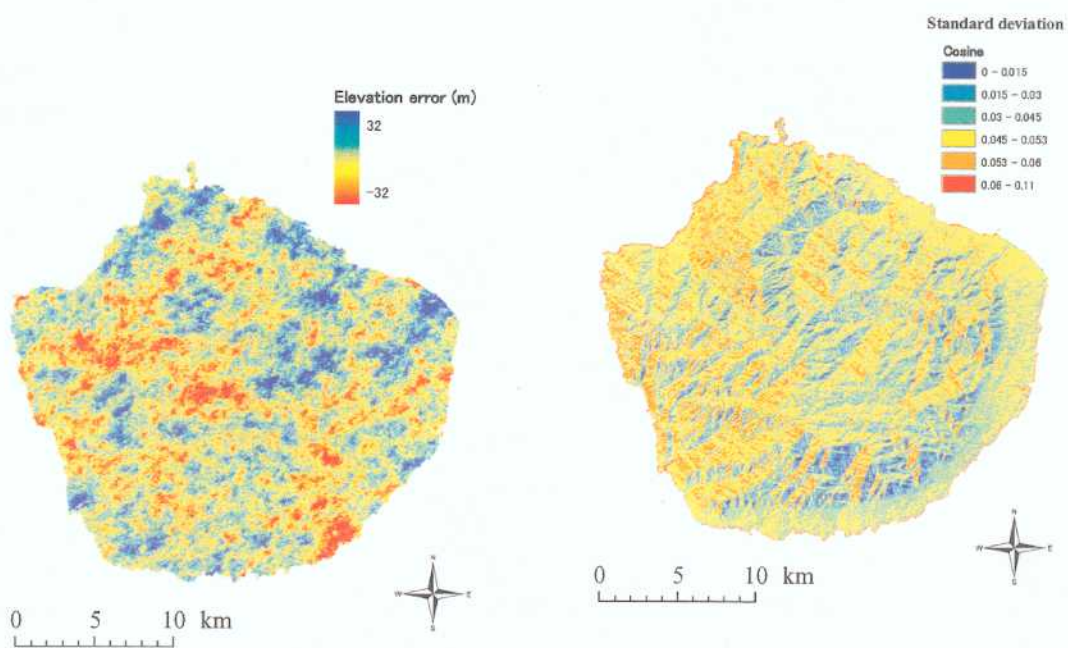 Elevation error (m)
32
-32
N
W
E
S
0 5 10 km
Standard deviation
Cosine
0 - 0.015
0.015 - 0.03
0.03 - 0.045
0.045 - 0.053
0.053 - 0.06
0.06 - 0.11
N
W
E
S
0 5 10 km